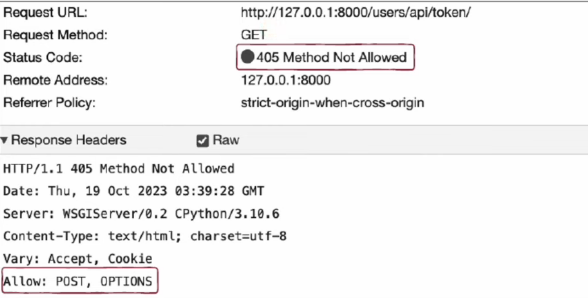 Request URL: http://127.0.0.1:8000/users/api/token/
Request Method: GET
Status Code: 405 Method Not Allowed
Remote Address: 127.0.0.1:8000
Referrer Policy: strict-origin-when-cross-origin
Response Headers Raw
HTTP/1.1 405 Method Not Allowed
Date: Thu, 19 Oct 2023 03:39:28 GMT
Server: WSGIServer/0.2 CPython/3.10.6
Content-Type: text/html; charset=utf-8
Vary: Accept, Cookie
Allow: POST, OPTIONS